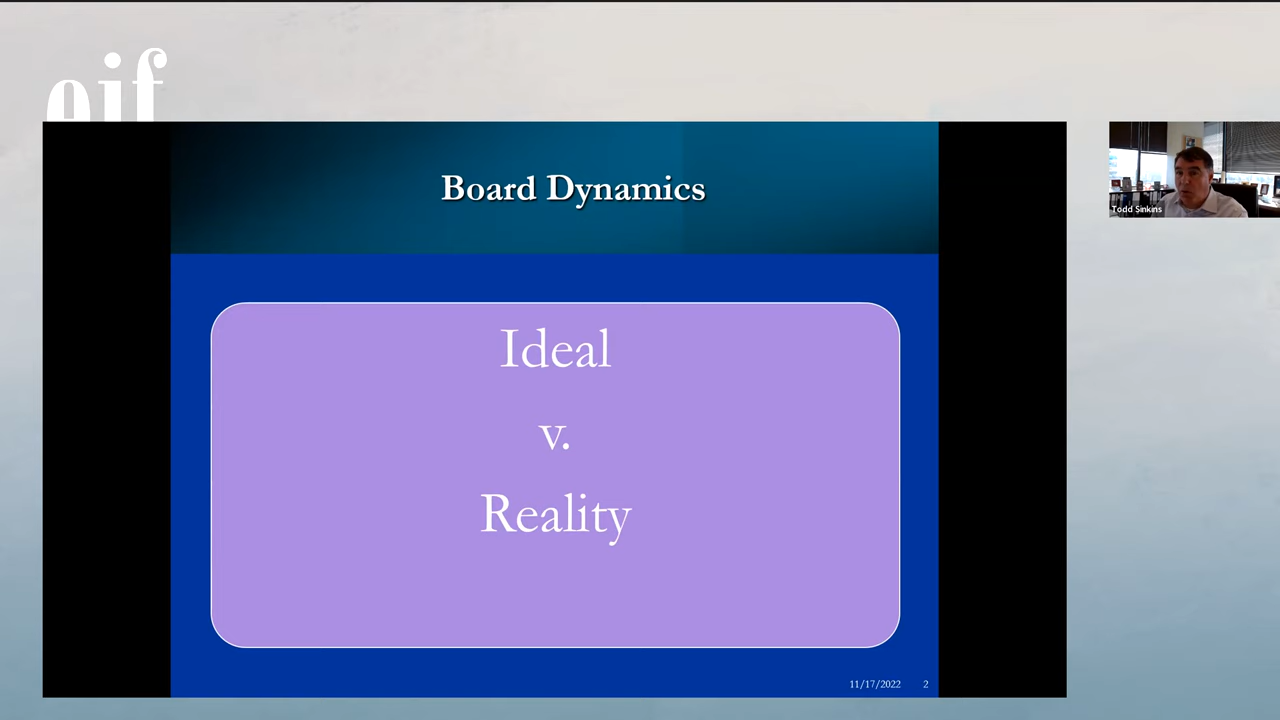 Board Dynamics
Ideal
v.
Reality
11/17/2022 2
Todd Sinkins